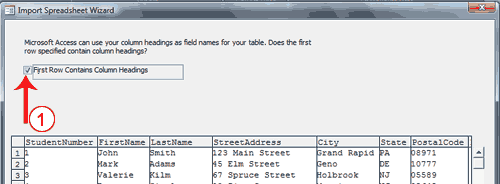 Import Spreadsheet Wizard
Microsoft Access can use your column headings as field names for your table. Does the first
row specified contain column headings?
First Row Contains Column Headings
1
StudentNumber FirstName LastName StreetAddress City State PostalCode
1 1 John Smith 123 Main Street Grand Rapid PA 08971
2 2 Mark Adams 45 Elm Street Geno DE 10777
3 3 Valerie Kilm 67 Spruce Street Holbrook NJ 05589